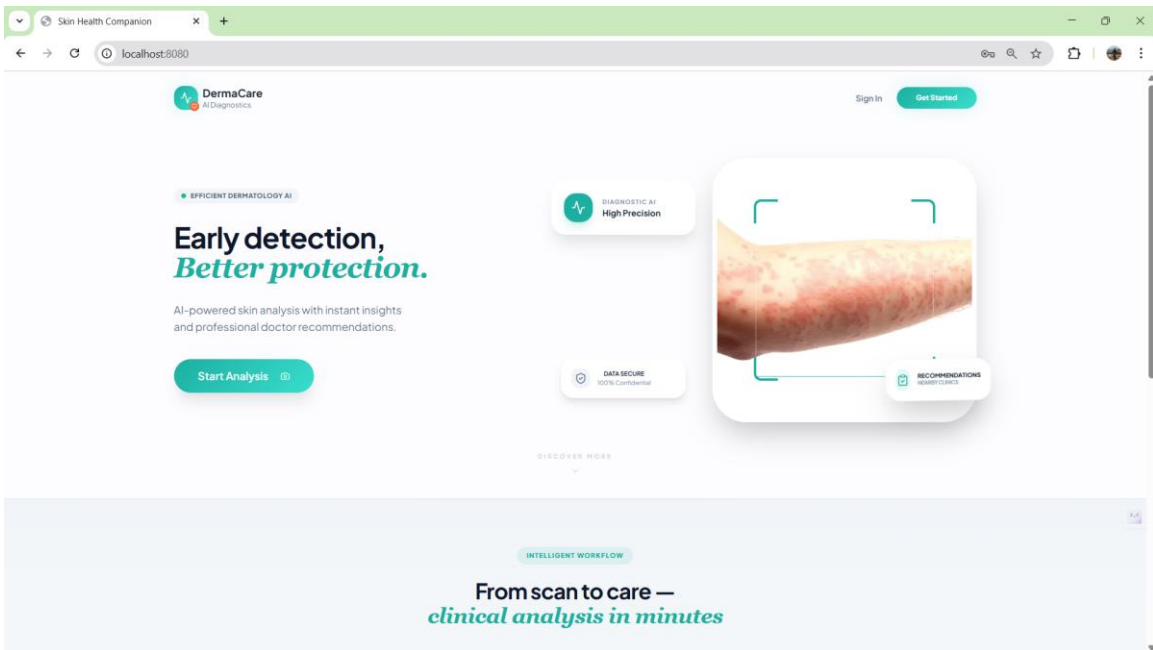 Skin Health Companion
localhost:8080
DermaCare
AI Diagnostics
Sign In
Get Started
EFFICIENT DERMATOLOGY AI
Early detection,
Better protection.
AI-powered skin analysis with instant insights
and professional doctor recommendations.
Start Analysis
DIAGNOSTIC AI
High Precision
DATA SECURE
100% Confidential
RECOMMENDATIONS
NEARBY CLINICS
DISCOVER MORE
INTELLIGENT WORKFLOW
From scan to care —
clinical analysis in minutes